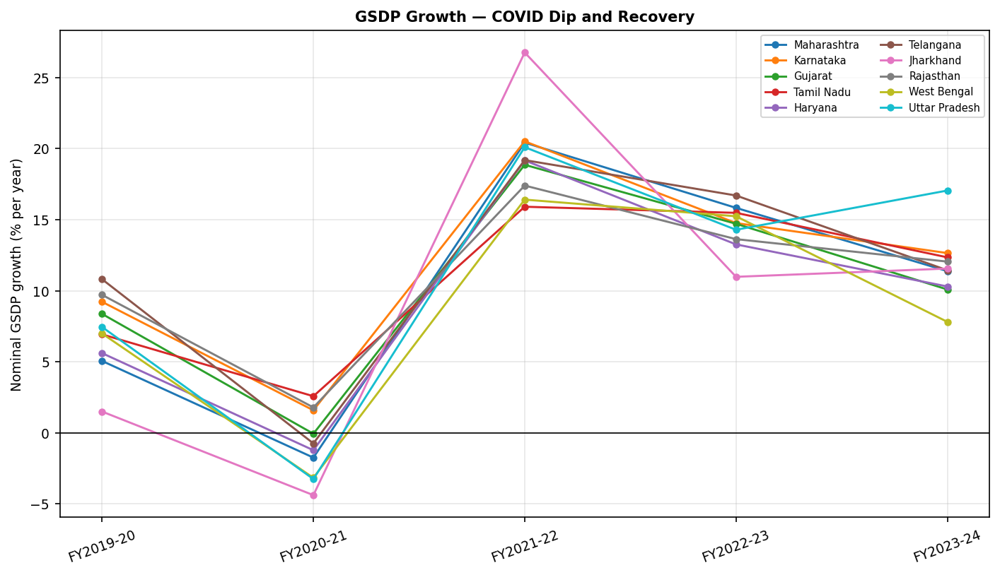 GSDP Growth — COVID Dip and Recovery
Nominal GSDP growth (% per year)
25
20
15
10
5
0
−5
Maharashtra
Karnataka
Gujarat
Tamil Nadu
Haryana
Telangana
Jharkhand
Rajasthan
West Bengal
Uttar Pradesh
FY2019-20
FY2020-21
FY2021-22
FY2022-23
FY2023-24